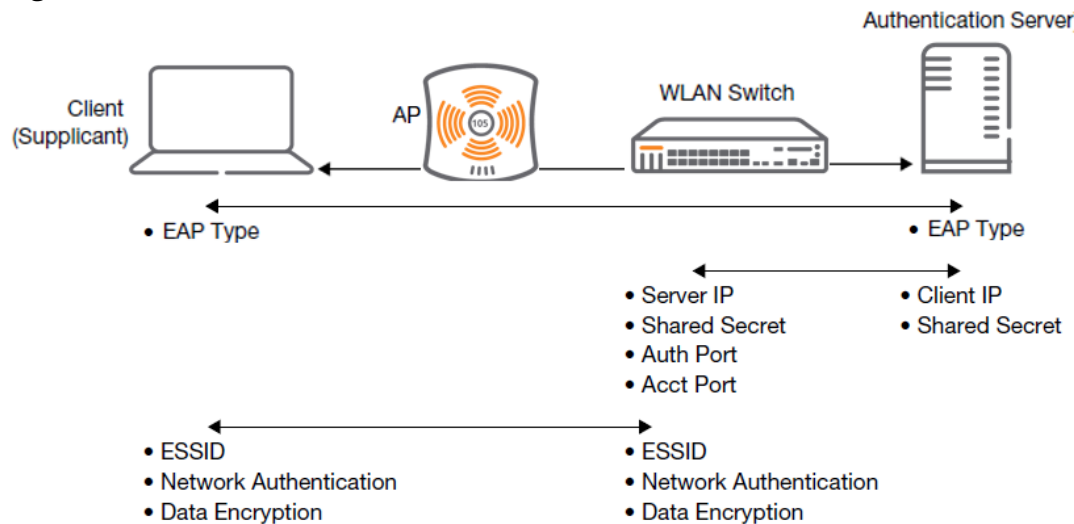 Authentication Server
Client
(Supplicant)
AP
105
WLAN Switch
• EAP Type
• EAP Type
• Server IP
• Shared Secret
• Auth Port
• Acct Port
• Client IP
• Shared Secret
• ESSID
• Network Authentication
• Data Encryption
• ESSID
• Network Authentication
• Data Encryption